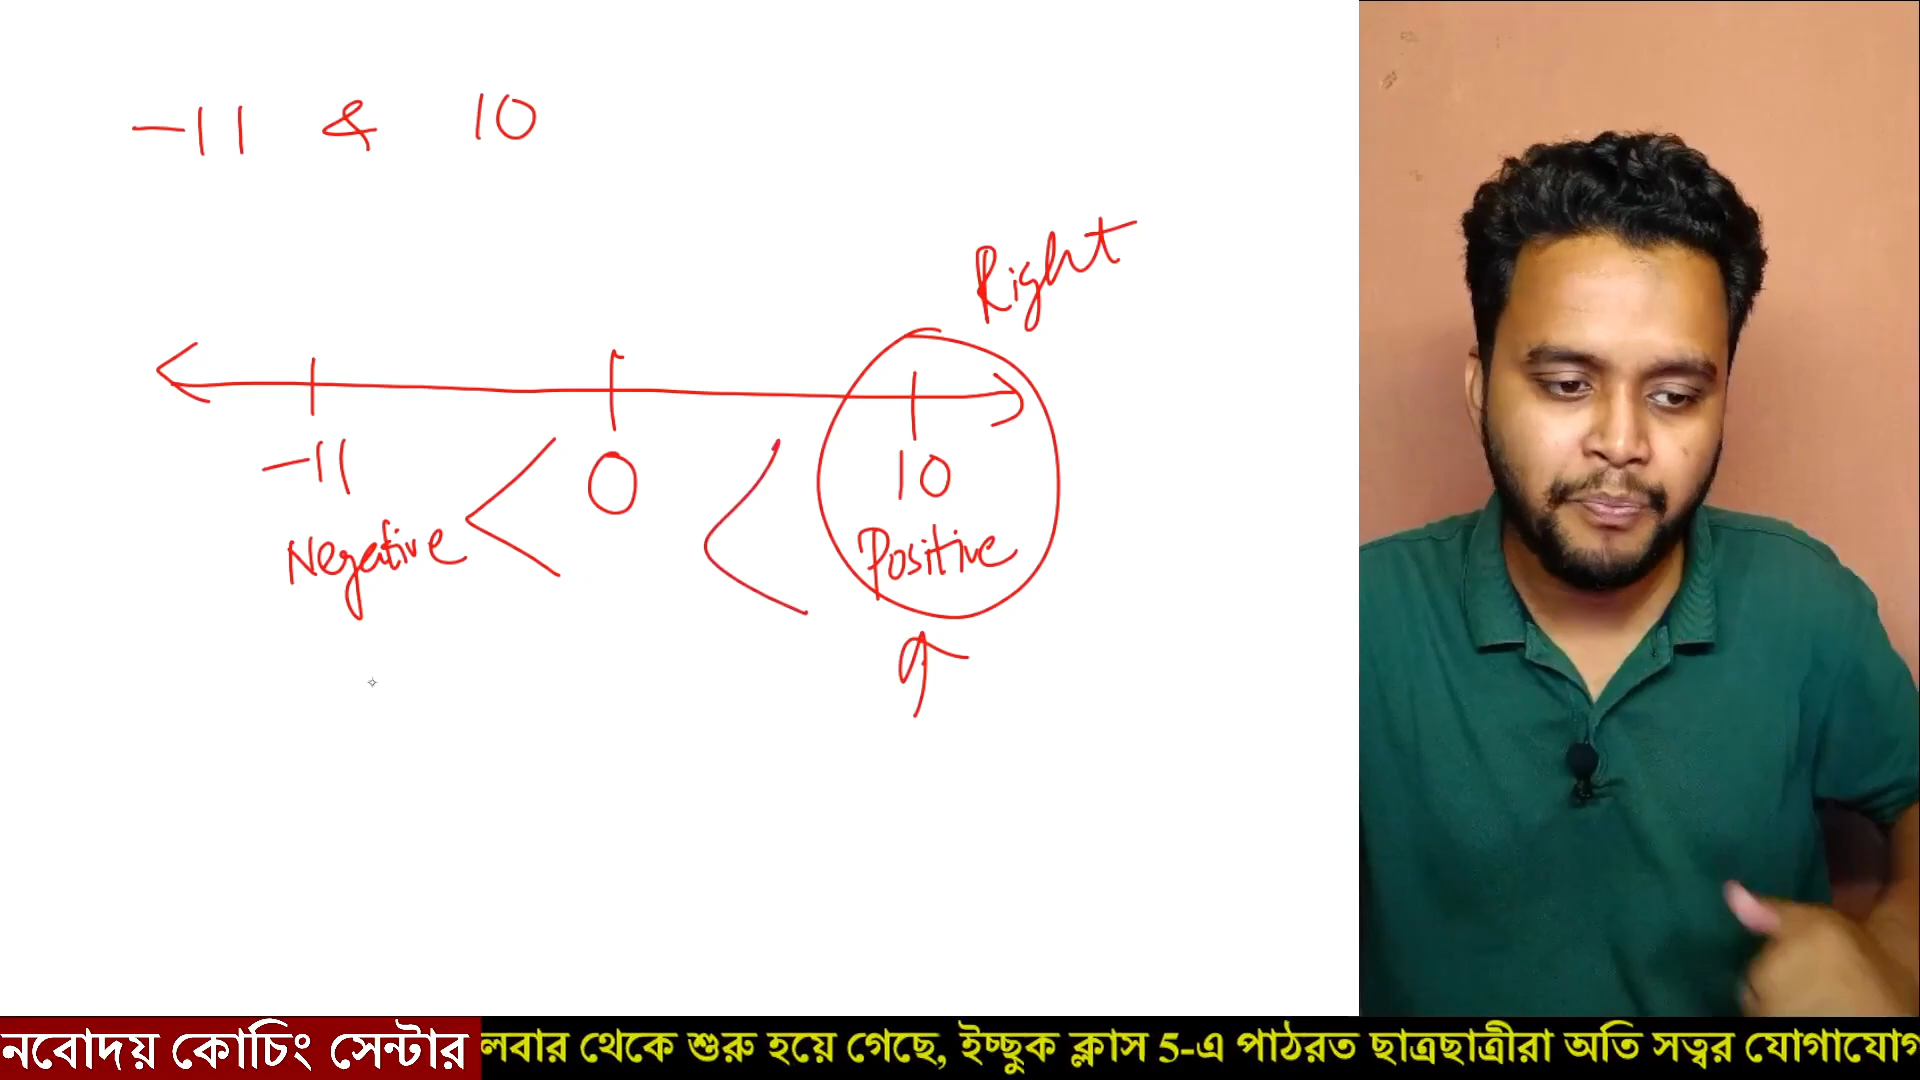 -11 & 10
Right
-11 < 0 < 10
Negative Positive
নবোদয় কোচিং সেন্টার
লবার থেকে শুরু হয়ে গেছে, ইচ্ছুক ক্লাস 5-এ পাঠরত ছাত্রছাত্রীরা অতি সত্বর যোগাযোগ